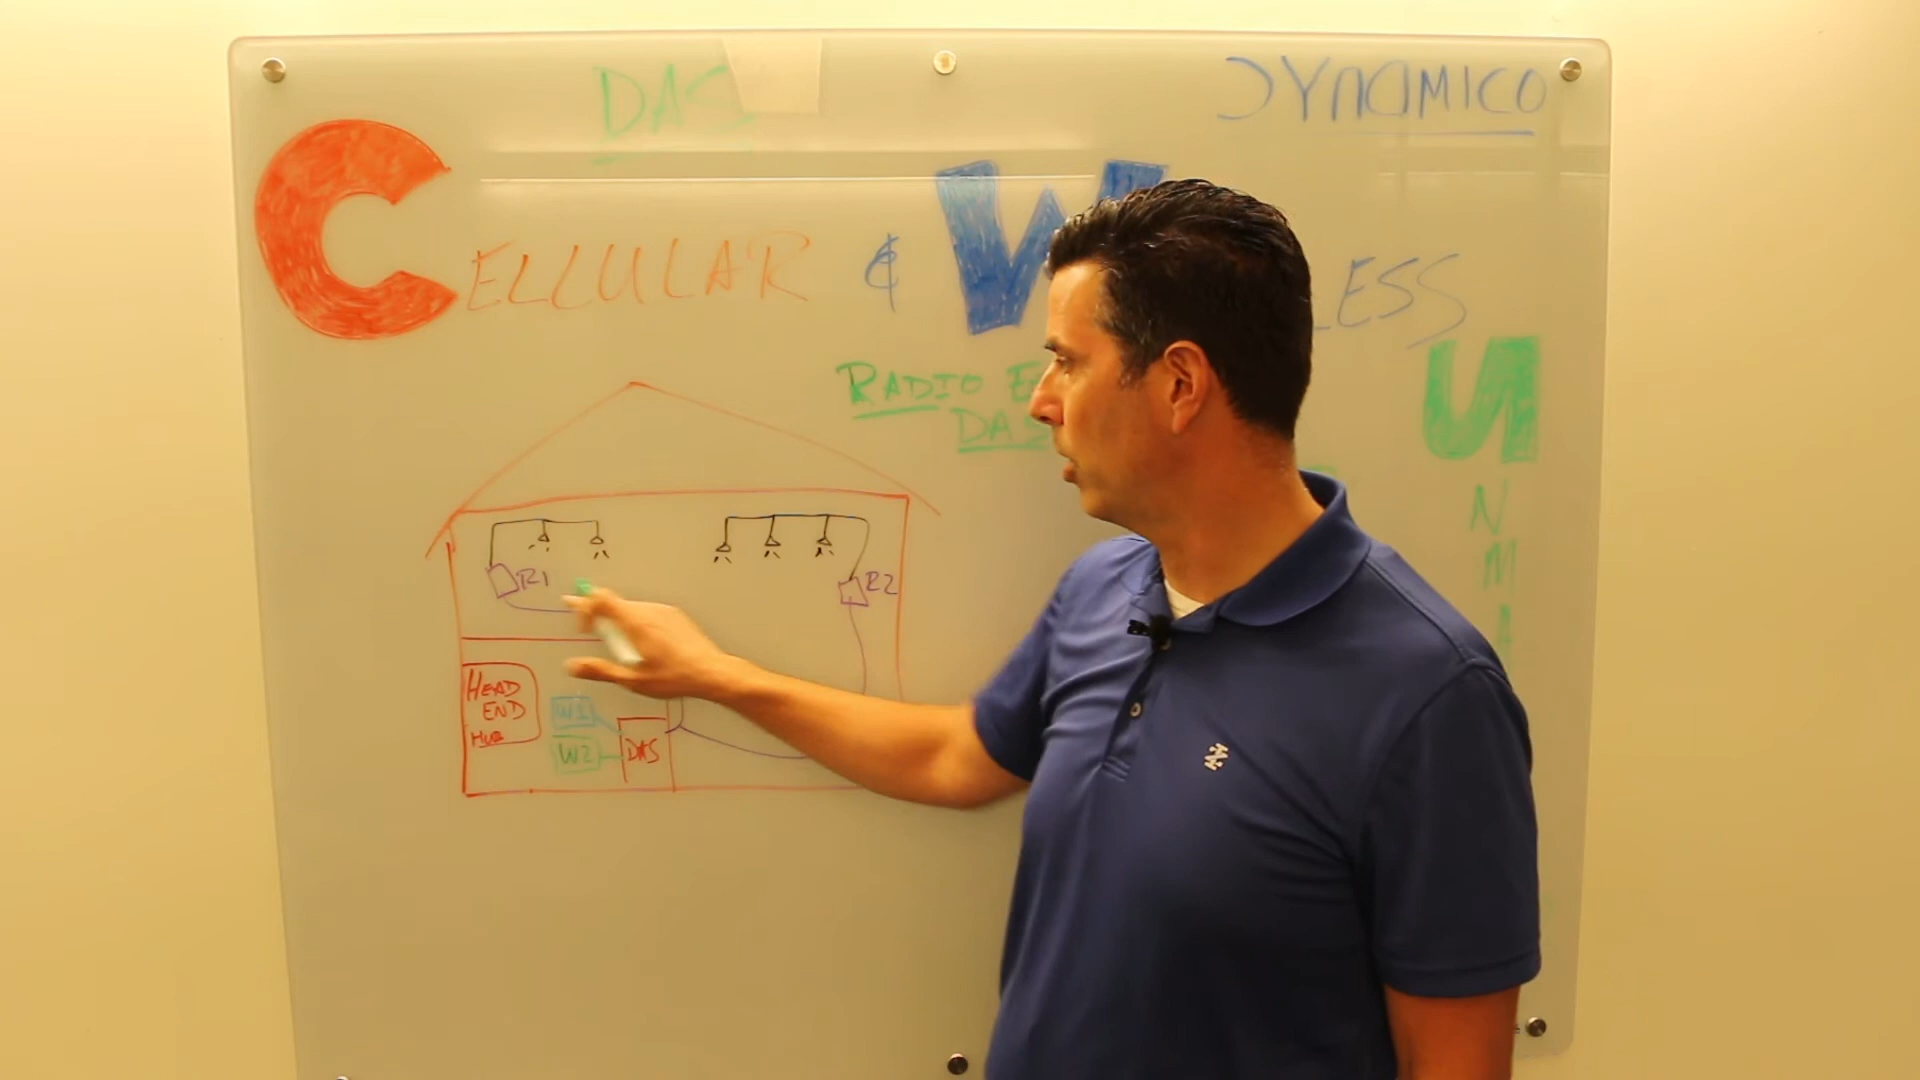 DAS
DYNAMICO
CELLULAR & W LESS
RADIO
DAS
R1
R2
HEAD
END
HUB
W1
W2
DAS
U
N
M